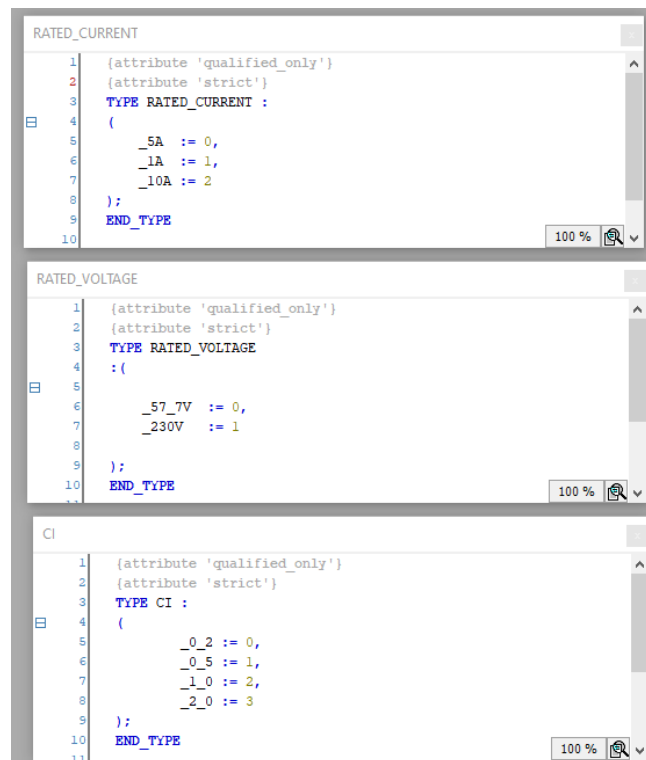 RATED_CURRENT
1 {attribute 'qualified_only'}
2 {attribute 'strict'}
3 TYPE RATED_CURRENT :
4 (
5 _5A := 0,
6 _1A := 1,
7 _10A := 2
8 );
9 END_TYPE
10
100 %
RATED_VOLTAGE
1 {attribute 'qualified_only'}
2 {attribute 'strict'}
3 TYPE RATED_VOLTAGE
4 :(
5
6 _57_7V := 0,
7 _230V := 1
8
9 );
10 END_TYPE
11
100 %
CI
1 {attribute 'qualified_only'}
2 {attribute 'strict'}
3 TYPE CI :
4 (
5 _0_2 := 0,
6 _0_5 := 1,
7 _1_0 := 2,
8 _2_0 := 3
9 );
10 END_TYPE
11
100 %